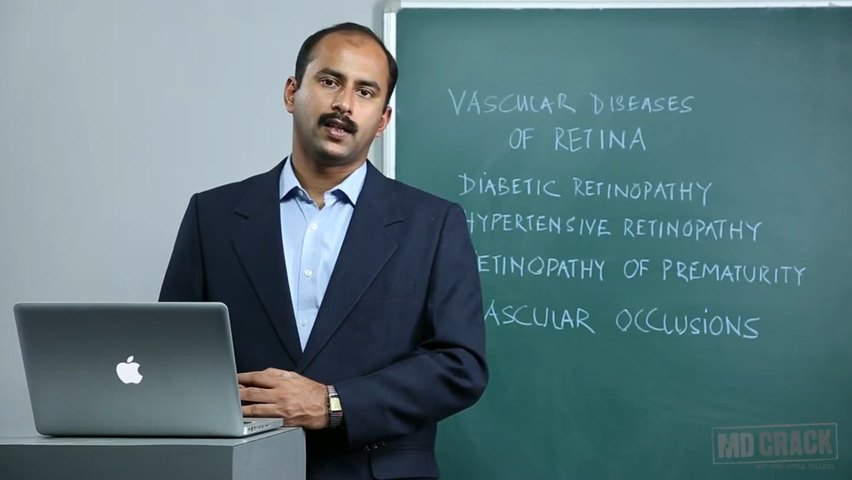 VASCULAR DISEASES
OF RETINA
DIABETIC RETINOPATHY
HYPERTENSIVE RETINOPATHY
ETINOPATHY OF PREMATURITY
ASCULAR OCCLUSIONS
MD CRACK